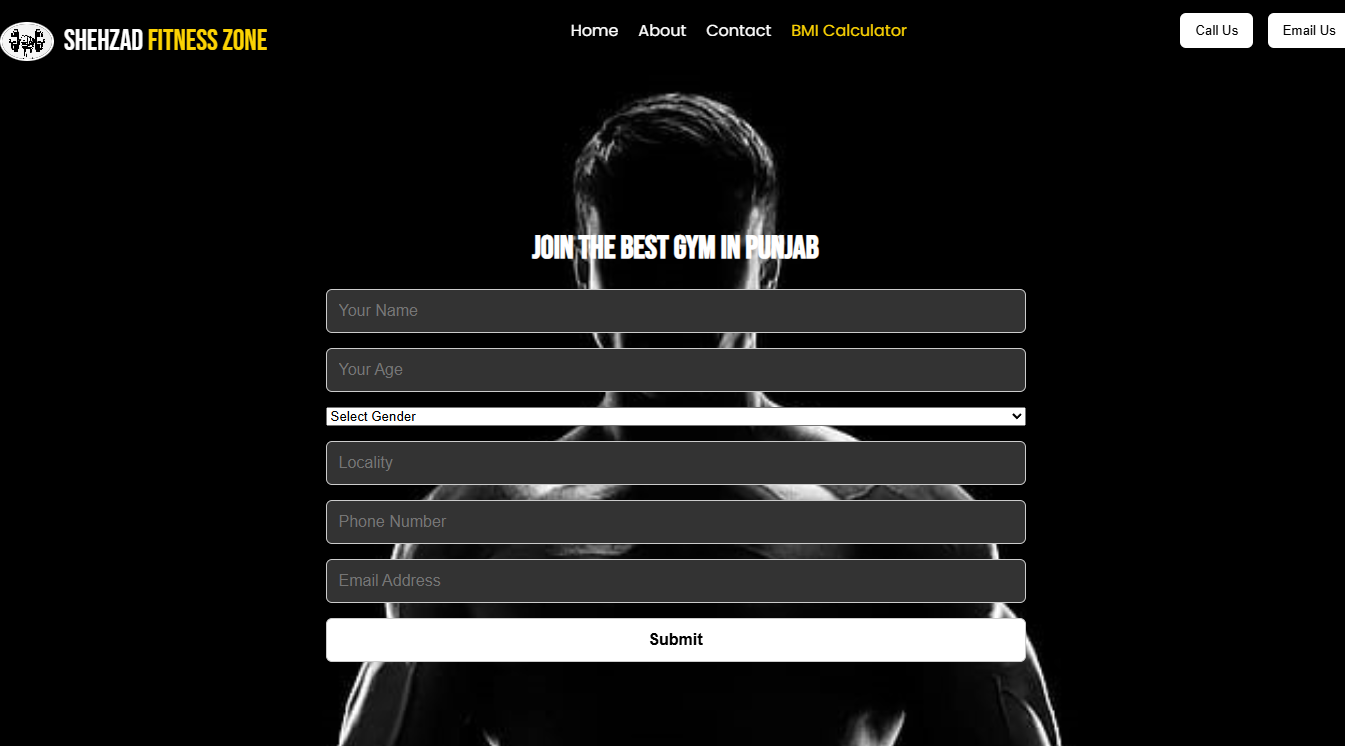 SHEHZAD FITNESS ZONE
Home About Contact BMI Calculator
Call Us Email Us
JOIN THE BEST GYM IN PUNJAB
Your Name
Your Age
Select Gender
Locality
Phone Number
Email Address
Submit